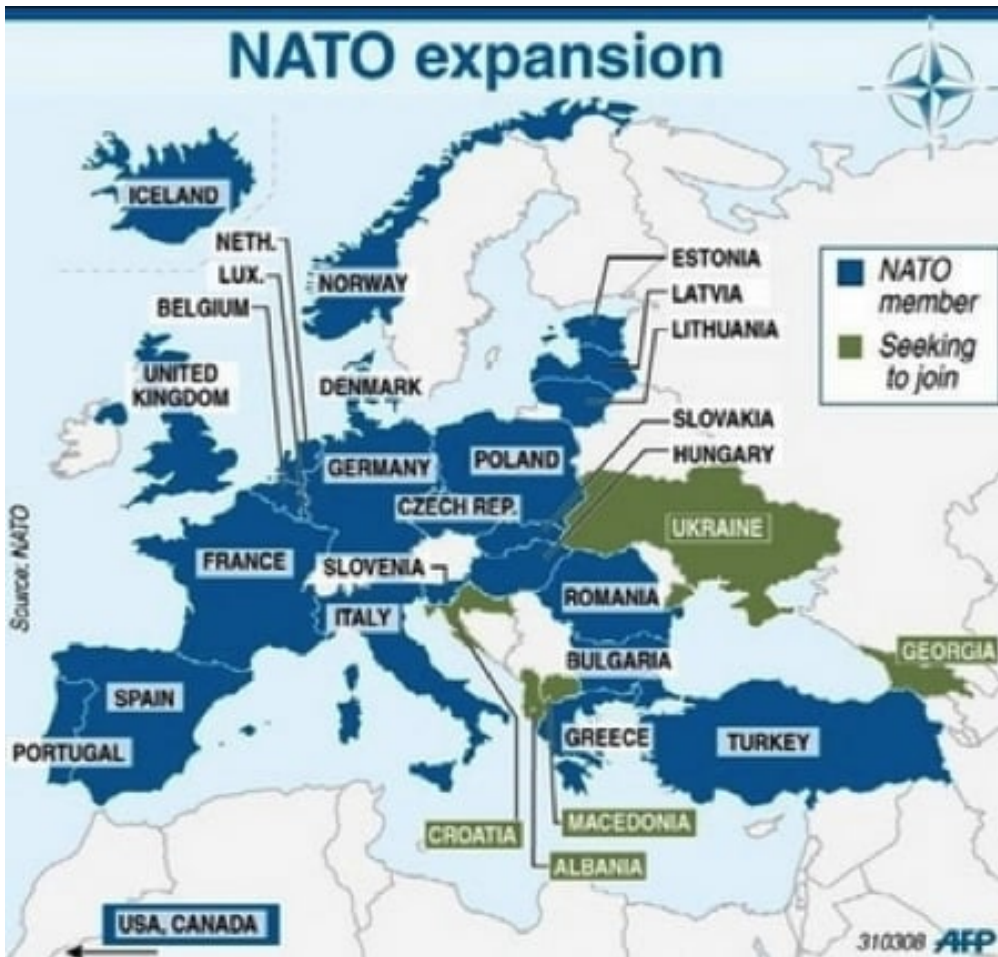 NATO expansion
ICELAND
NETH.
LUX.
BELGIUM
NORWAY
ESTONIA
LATVIA
LITHUANIA
NATO
member
Seeking
to join
UNITED
KINGDOM
DENMARK
SLOVAKIA
HUNGARY
GERMANY
POLAND
CZECH REP.
UKRAINE
FRANCE
SLOVENIA
ITALY
ROMANIA
Source: NATO
BULGARIA
GEORGIA
SPAIN
PORTUGAL
GREECE
TURKEY
CROATIA
MACEDONIA
ALBANIA
USA, CANADA
310308 AFP